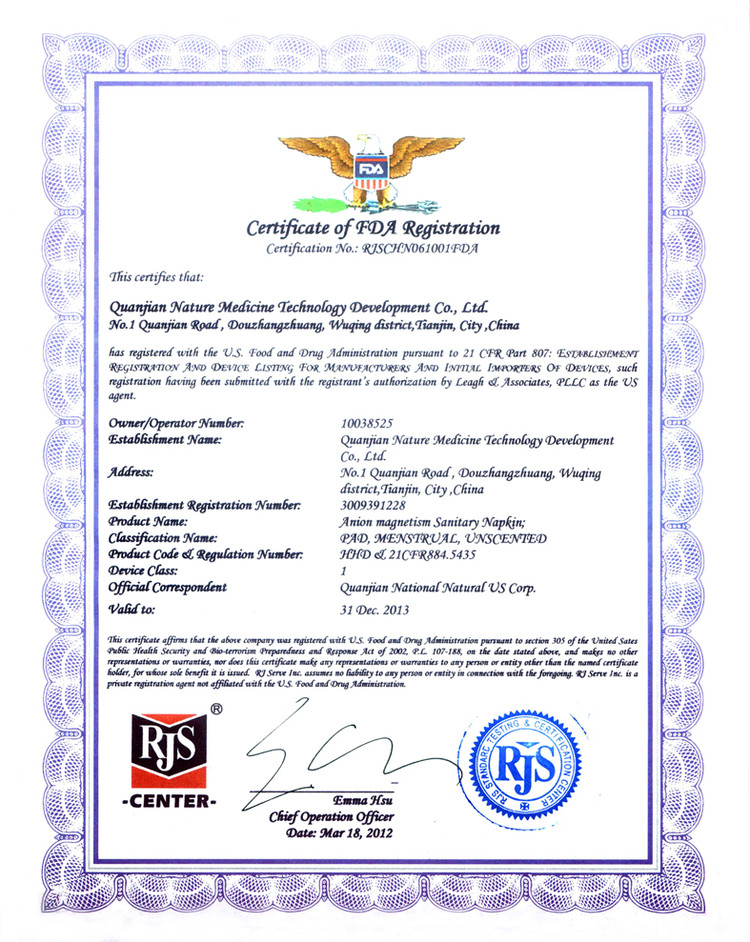 FDA
Certificate of FDA Registration
Certification No.: RJSCHN061001FDA
This certifies that:
Quanjian Nature Medicine Technology Development Co., Ltd.
No.1 Quanjian Road, Douzhangzhuang, Wuqing district,Tianjin, City ,China
has registered with the U.S. Food and Drug Administration pursuant to 21 CFR Part 807: ESTABLISHMENT
REGISTRATION AND DEVICE LISTING FOR MANUFACTURERS AND INITIAL IMPORTERS OF DEVICES, such
registration having been submitted with the registrant's authorization by Leagh & Associates, PLLC as the US
agent.
Owner/Operator Number: 10038525
Establishment Name: Quanjian Nature Medicine Technology Development
Co., Ltd.
Address: No.1 Quanjian Road , Douzhangzhuang, Wuqing
district,Tianjin, City ,China
Establishment Registration Number: 3009391228
Product Name: Anion magnetism Sanitary Napkin;
Classification Name: PAD, MENSTRUAL, UNSCENTED
Product Code & Regulation Number: HHD & 21CFR884.5435
Device Class: 1
Official Correspondent Quanjian National Natural US Corp.
Valid to: 31 Dec. 2013
This certificate affirms that the above company was registered with U.S. Food and Drug Administration pursuant to section 305 of the United Sates
Public Health Security and Bio-terrorism Preparedness and Response Act of 2002, P.L. 107-188, on the date stated above, and makes no other
representations or warranties, nor does this certificate make any representations or warranties to any person or entity other than the named certificate
holder, for whose sole benefit it is issued. RJ Serve Inc. assumes no liability to any person or entity in connection with the foregoing. RJ Serve Inc. is a
private registration agent not affiliated with the U.S. Food and Drug Administration.
RJS ®
-CENTER-
Emma Hsu
Chief Operation Officer
Date: Mar 18, 2012
RJS STANDARD TESTING & CERTIFICATION CENTER
RJS